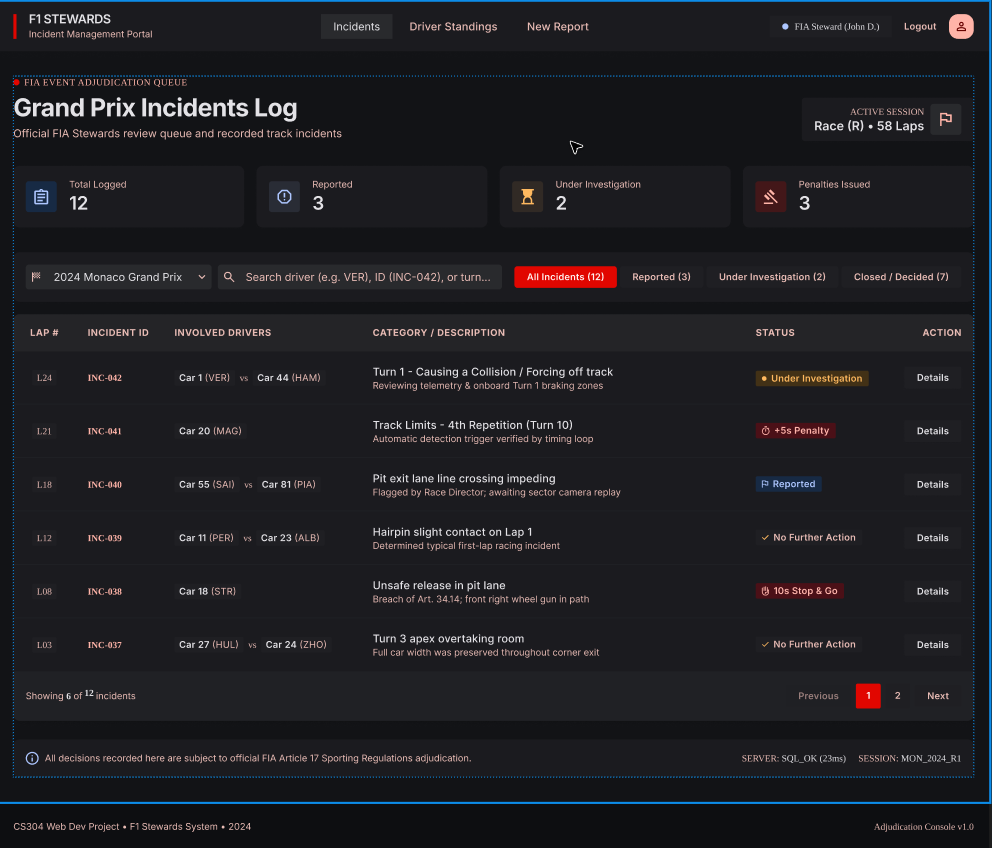 F1 STEWARDS
Incident Management Portal
Incidents
Driver Standings
New Report
FIA Steward (John D.)
Logout
FIA EVENT ADJUDICATION QUEUE
Grand Prix Incidents Log
Official FIA Stewards review queue and recorded track incidents
ACTIVE SESSION
Race (R) • 58 Laps
Total Logged
12
Reported
3
Under Investigation
2
Penalties Issued
3
2024 Monaco Grand Prix
Search driver (e.g. VER), ID (INC-042), or turn...
All Incidents (12)
Reported (3)
Under Investigation (2)
Closed / Decided (7)
LAP # INCIDENT ID INVOLVED DRIVERS CATEGORY / DESCRIPTION STATUS ACTION
L24 INC-042 Car 1 (VER) vs Car 44 (HAM) Turn 1 - Causing a Collision / Forcing off track
Reviewing telemetry & onboard Turn 1 braking zones
Under Investigation Details
L21 INC-041 Car 20 (MAG) Track Limits - 4th Repetition (Turn 10)
Automatic detection trigger verified by timing loop
+5s Penalty Details
L18 INC-040 Car 55 (SAI) vs Car 81 (PIA) Pit exit lane line crossing impeding
Flagged by Race Director; awaiting sector camera replay
Reported Details
L12 INC-039 Car 11 (PER) vs Car 23 (ALB) Hairpin slight contact on Lap 1
Determined typical first-lap racing incident
No Further Action Details
L08 INC-038 Car 18 (STR) Unsafe release in pit lane
Breach of Art. 34.14; front right wheel gun in path
10s Stop & Go Details
L03 INC-037 Car 27 (HUL) vs Car 24 (ZHO) Turn 3 apex overtaking room
Full car width was preserved throughout corner exit
No Further Action Details
Showing 6 of 12 incidents
Previous 1 2 Next
All decisions recorded here are subject to official FIA Article 17 Sporting Regulations adjudication.
SERVER: SQL_OK (23ms) SESSION: MON_2024_R1
CS304 Web Dev Project • F1 Stewards System • 2024
Adjudication Console v1.0